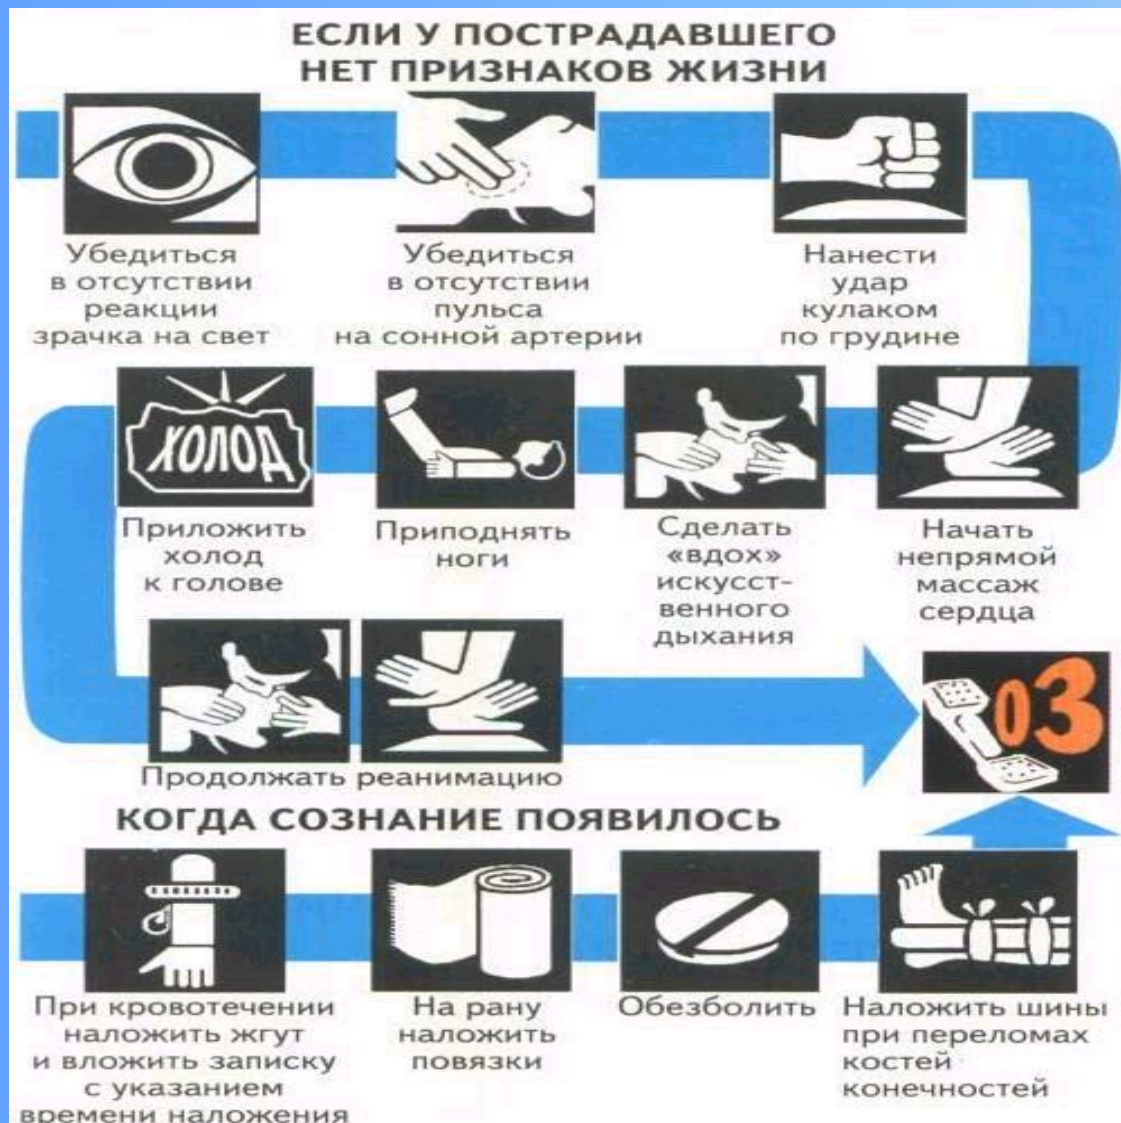 ЕСЛИ У ПОСТРАДАВШЕГО
НЕТ ПРИЗНАКОВ ЖИЗНИ
Убедиться
в отсутствии
реакции
зрачка на свет
Убедиться
в отсутствии
пульса
на сонной артерии
Нанести
удар
кулаком
по грудине
ХОЛОД
Приложить
холод
к голове
Приподнять
ноги
Сделать
«вдох»
искусст-
венного
дыхания
Начать
непрямой
массаж
сердца
03
Продолжать реанимацию
КОГДА СОЗНАНИЕ ПОЯВИЛОСЬ
При кровотечении
наложить жгут
и вложить записку
с указанием
времени наложения
На рану
наложить
повязки
Обезболить
Наложить шины
при переломах
костей
конечностей